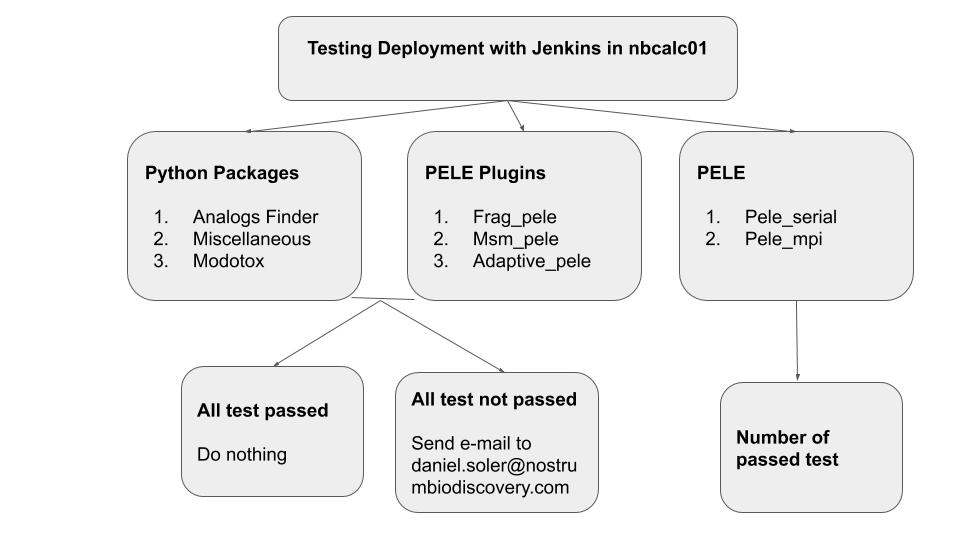 Testing Deployment with Jenkins in nbcalc01
Python Packages
1. Analogs Finder
2. Miscellaneous
3. Modotox
PELE Plugins
1. Frag_pele
2. Msm_pele
3. Adaptive_pele
PELE
1. Pele_serial
2. Pele_mpi
All test passed
Do nothing
All test not passed
Send e-mail to
daniel.soler@nostru
mbiodiscovery.com
Number of
passed test